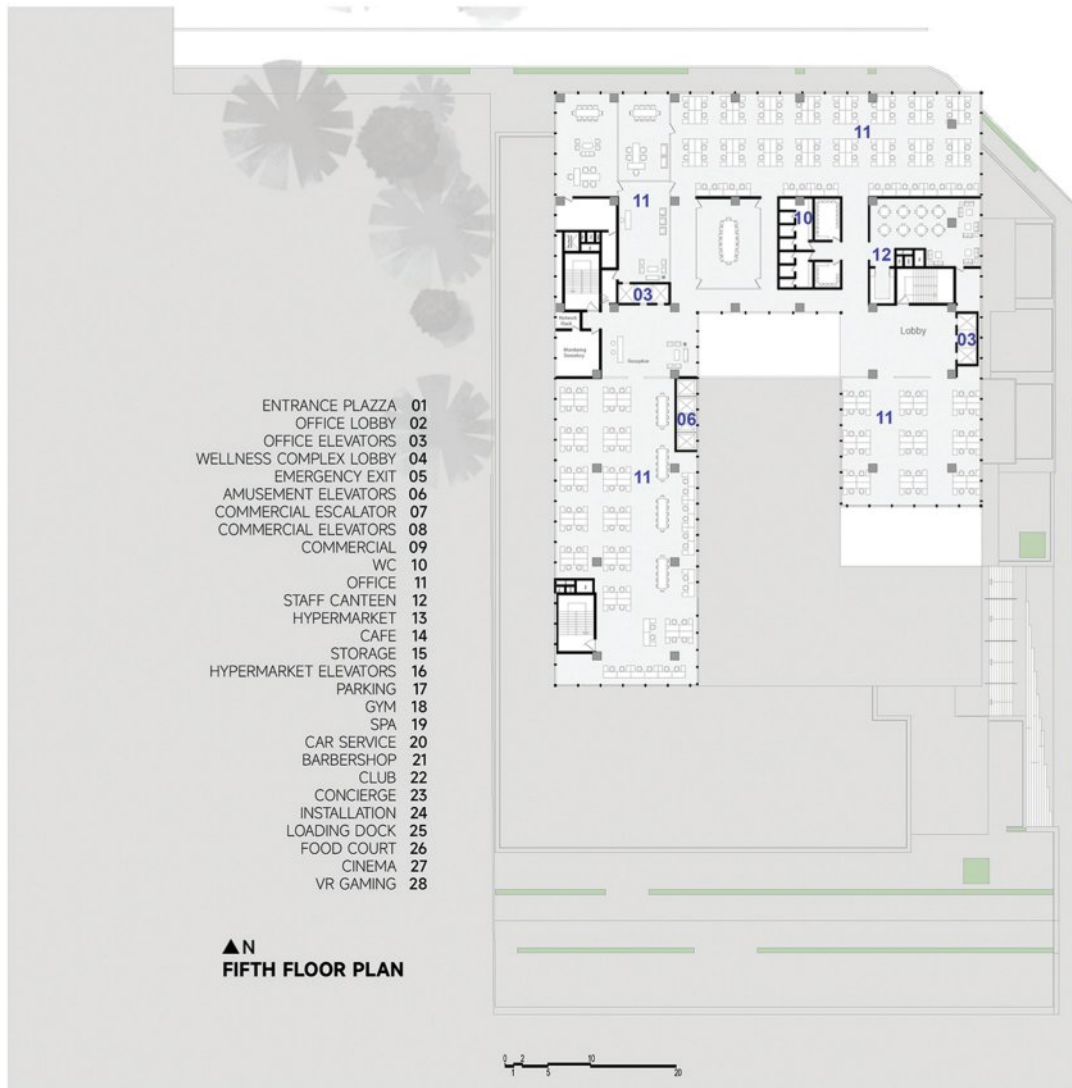 11
11
10
12
03
Network
Rack
Lobby
03
Reception
ENTRANCE PLAZZA 01
OFFICE LOBBY 02
OFFICE ELEVATORS 03
WELLNESS COMPLEX LOBBY 04
EMERGENCY EXIT 05
AMUSEMENT ELEVATORS 06
COMMERCIAL ESCALATOR 07
COMMERCIAL ELEVATORS 08
COMMERCIAL 09
WC 10
OFFICE 11
STAFF CANTEEN 12
HYPERMARKET 13
CAFE 14
STORAGE 15
HYPERMARKET ELEVATORS 16
PARKING 17
GYM 18
SPA 19
CAR SERVICE 20
BARBERSHOP 21
CLUB 22
CONCIERGE 23
INSTALLATION 24
LOADING DOCK 25
FOOD COURT 26
CINEMA 27
VR GAMING 28
06
11
11
N
FIFTH FLOOR PLAN
0 2 10
1 5 20